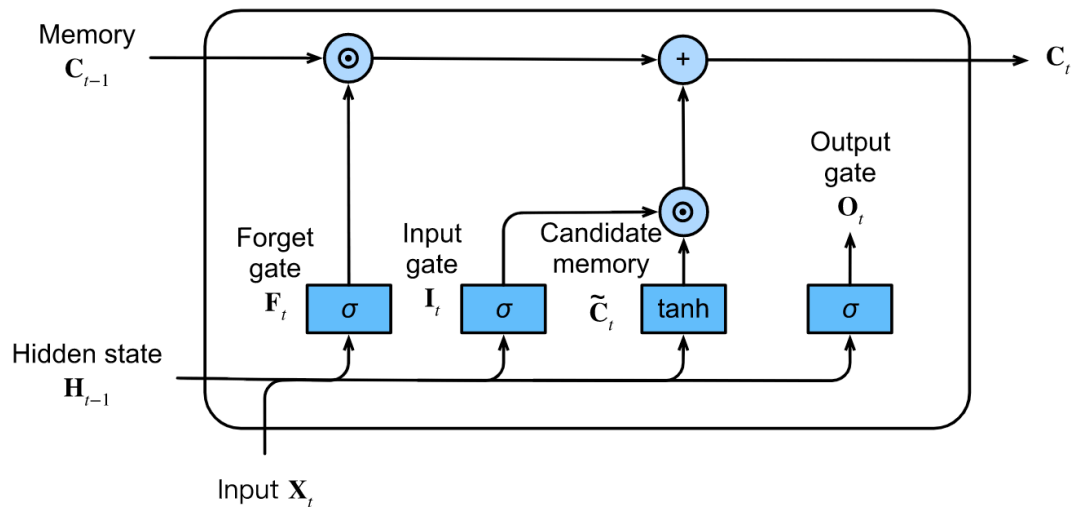 Memory
C_{t−1}
⊙
+
C_t
Output
gate
O_t
⊙
Forget
gate
F_t
Input
gate
I_t
Candidate
memory
C̃_t
σ
σ
tanh
σ
Hidden state
H_{t−1}
Input X_t